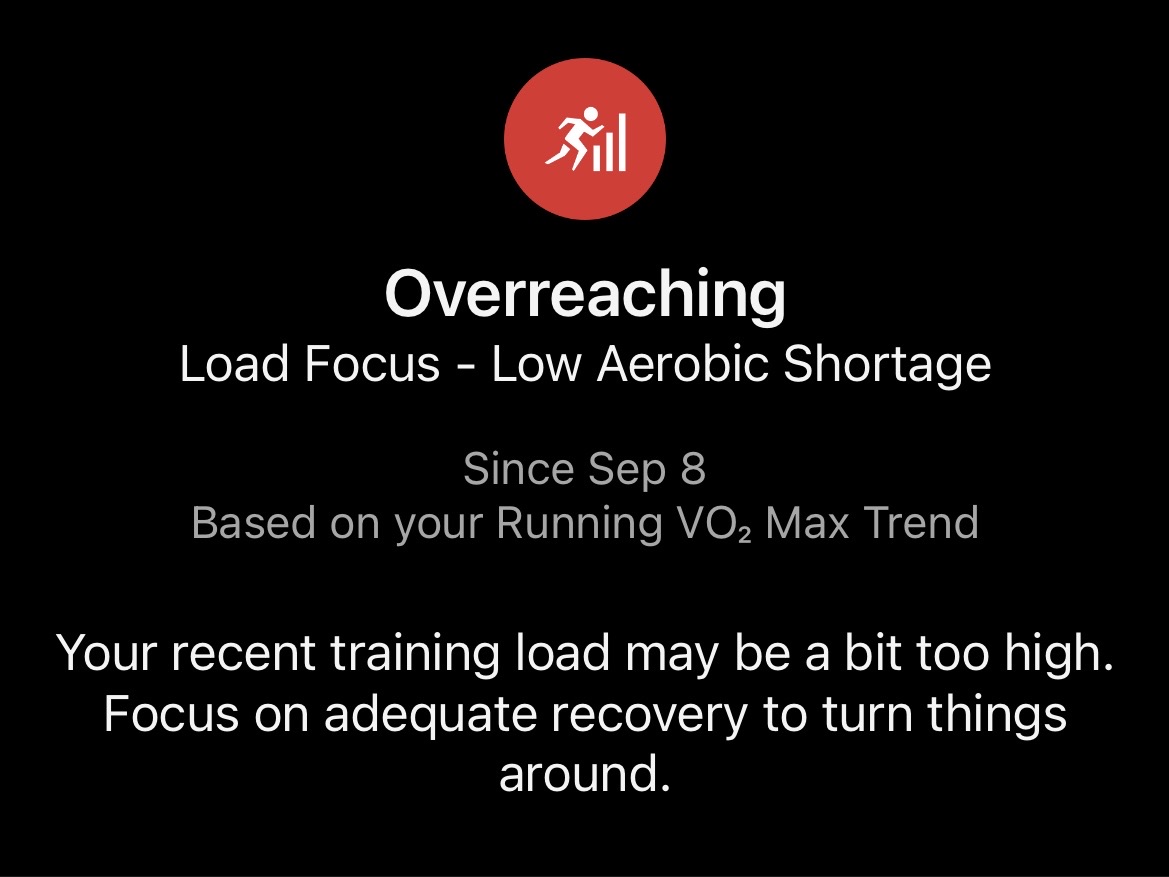 Overreaching
Load Focus - Low Aerobic Shortage
Since Sep 8
Based on your Running VO₂ Max Trend
Your recent training load may be a bit too high.
Focus on adequate recovery to turn things
around.